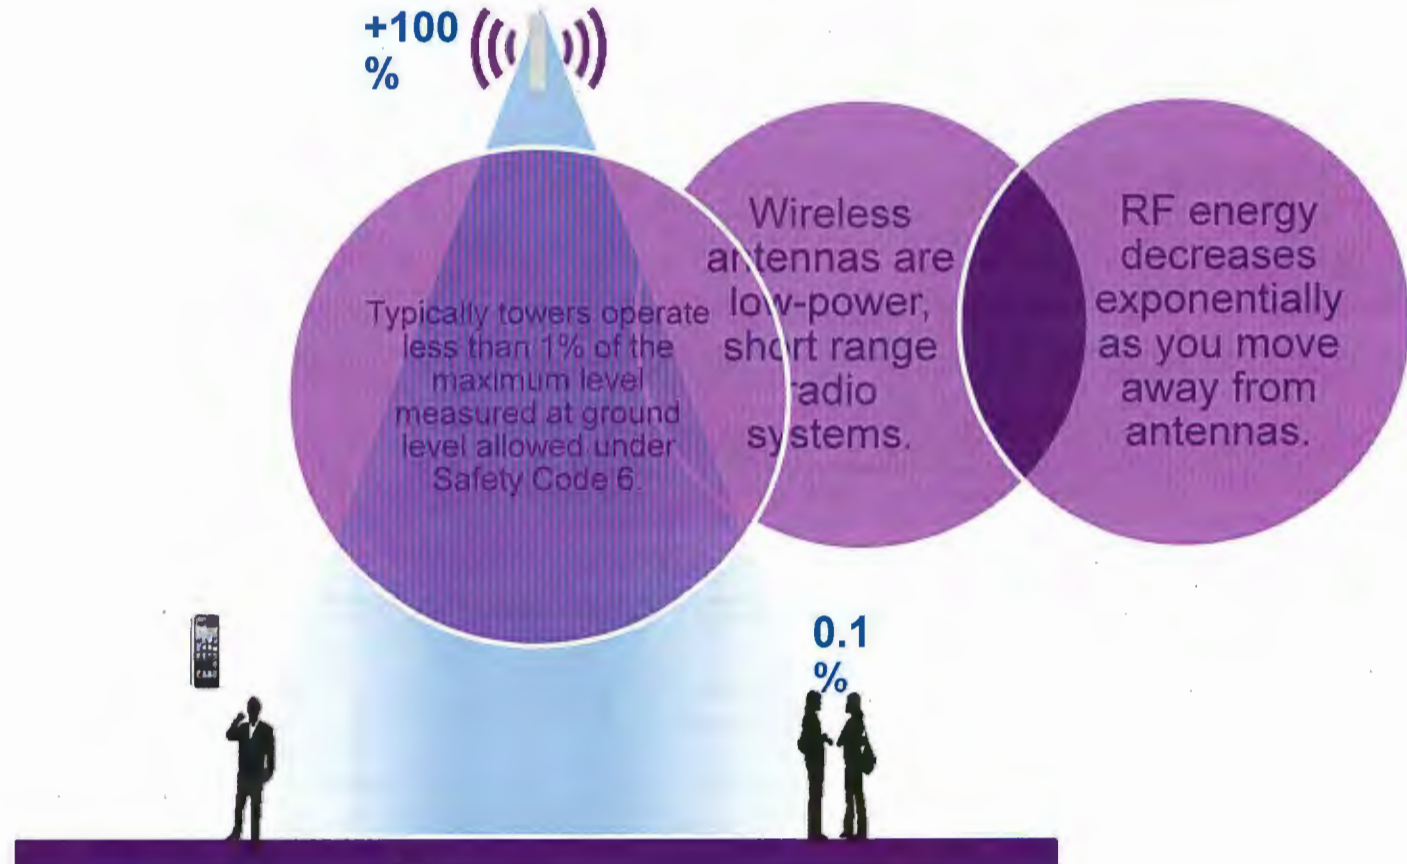 +100
%
Typically towers operate
less than 1% of the
maximum level
measured at ground
level allowed under
Safety Code 6.
Wireless
antennas are
low-power,
short range
radio
systems.
RF energy
decreases
exponentially
as you move
away from
antennas.
0.1
%